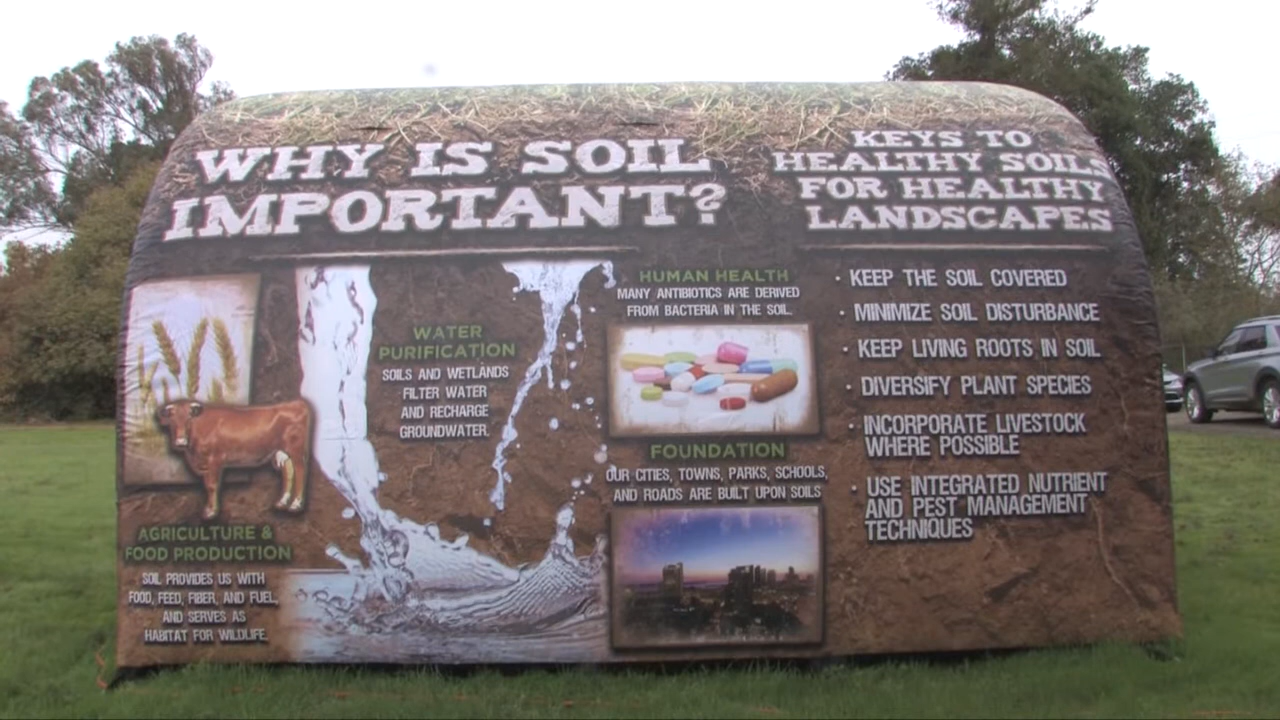 WHY IS SOIL
IMPORTANT?
AGRICULTURE &
FOOD PRODUCTION
SOIL PROVIDES US WITH
FOOD, FEED, FIBER, AND FUEL,
AND SERVES AS
HABITAT FOR WILDLIFE.
WATER
PURIFICATION
SOILS AND WETLANDS
FILTER WATER
AND RECHARGE
GROUNDWATER.
HUMAN HEALTH
MANY ANTIBIOTICS ARE DERIVED
FROM BACTERIA IN THE SOIL.
FOUNDATION
OUR CITIES, TOWNS, PARKS, SCHOOLS,
AND ROADS ARE BUILT UPON SOILS
KEYS TO
HEALTHY SOILS
FOR HEALTHY
LANDSCAPES
· KEEP THE SOIL COVERED
· MINIMIZE SOIL DISTURBANCE
· KEEP LIVING ROOTS IN SOIL
· DIVERSIFY PLANT SPECIES
· INCORPORATE LIVESTOCK
WHERE POSSIBLE
· USE INTEGRATED NUTRIENT
AND PEST MANAGEMENT
TECHNIQUES